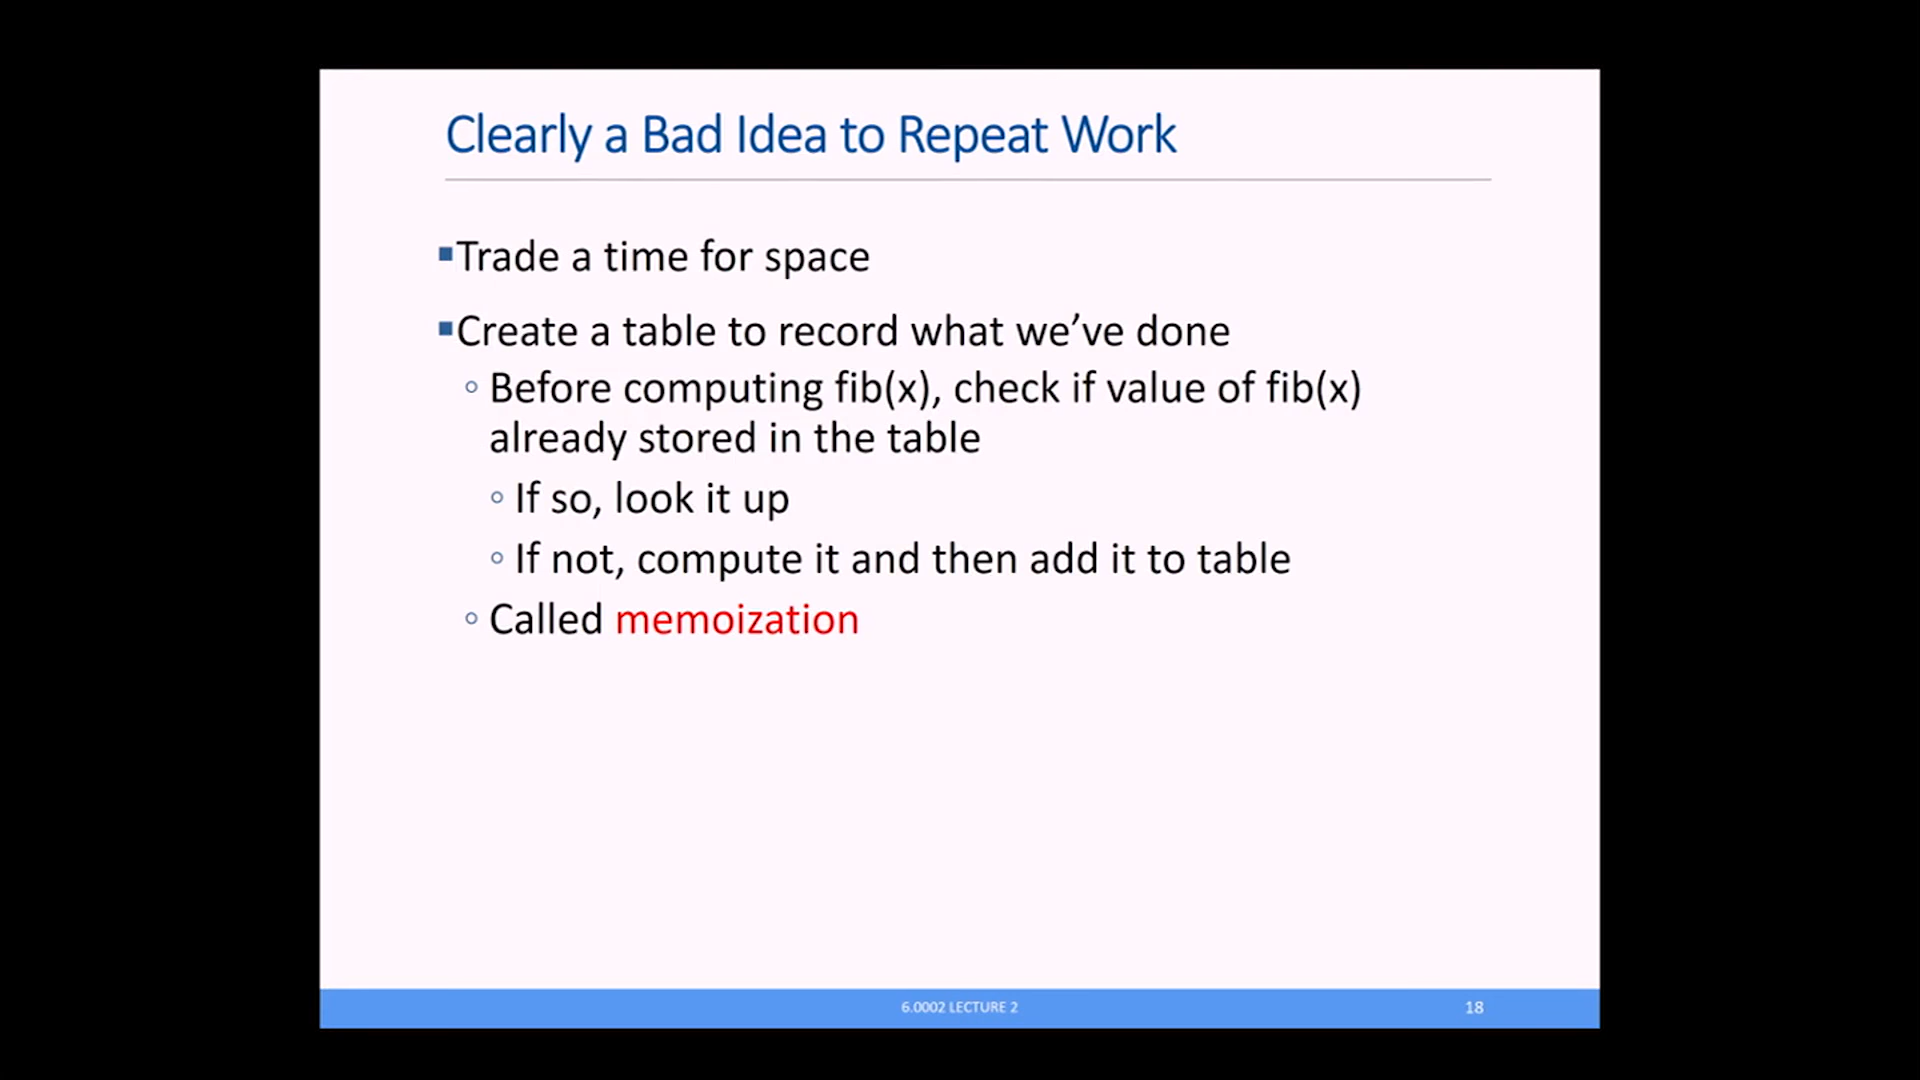 Clearly a Bad Idea to Repeat Work
▪Trade a time for space
▪Create a table to record what we’ve done
◦ Before computing fib(x), check if value of fib(x)
already stored in the table
◦ If so, look it up
◦ If not, compute it and then add it to table
◦ Called memoization
6.0002 LECTURE 2
18